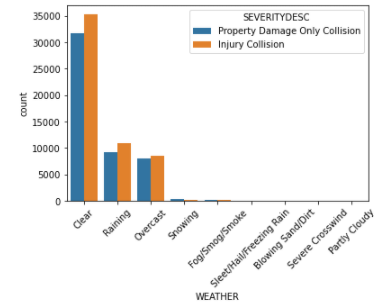 SEVERITYDESC
Property Damage Only Collision
Injury Collision
count
35000
30000
25000
20000
15000
10000
5000
0
Clear
Raining
Overcast
Snowing
Fog/Smog/Smoke
Sleet/Hail/Freezing Rain
Blowing Sand/Dirt
Severe Crosswind
Partly Cloudy
WEATHER